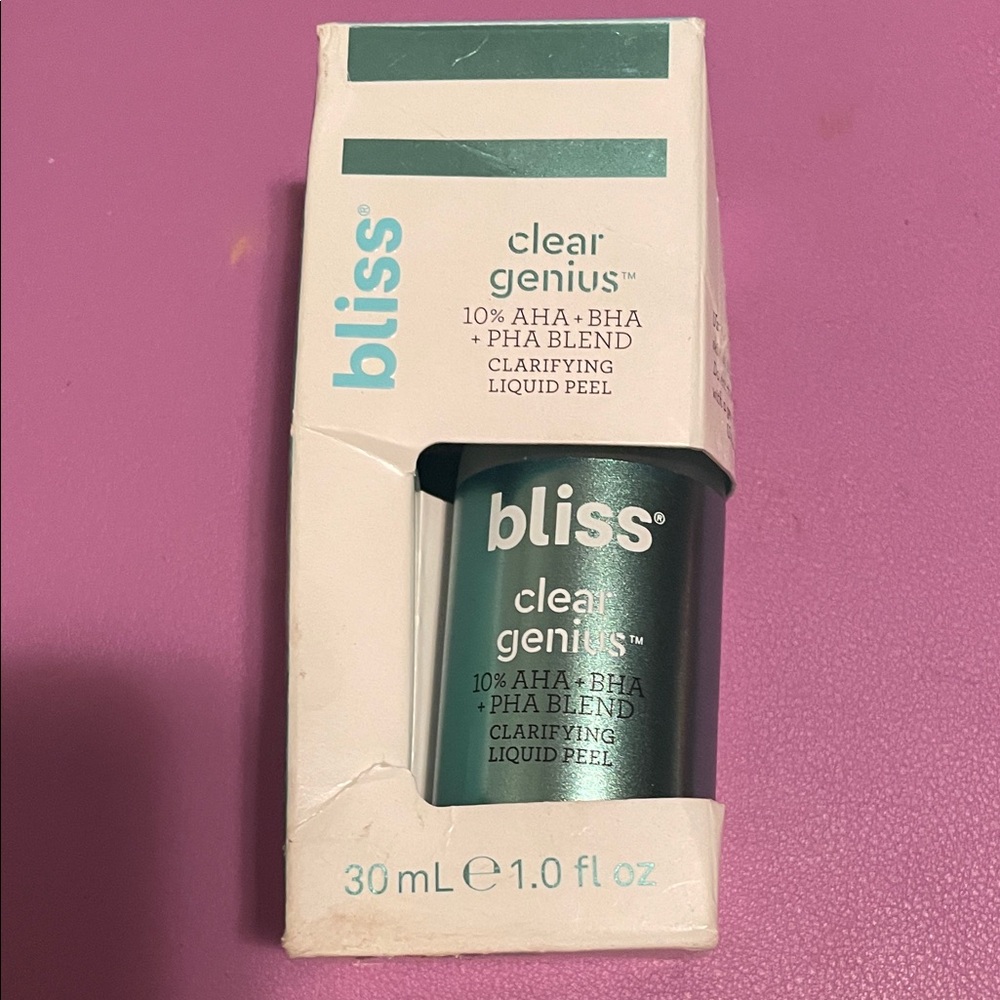 bliss®
clear
genius™
10% AHA+BHA
+ PHA BLEND
CLARIFYING
LIQUID PEEL
bliss®
clear
genius™
10% AHA+BHA
+ PHA BLEND
CLARIFYING
LIQUID PEEL
30 mL ℮ 1.0 fl oz